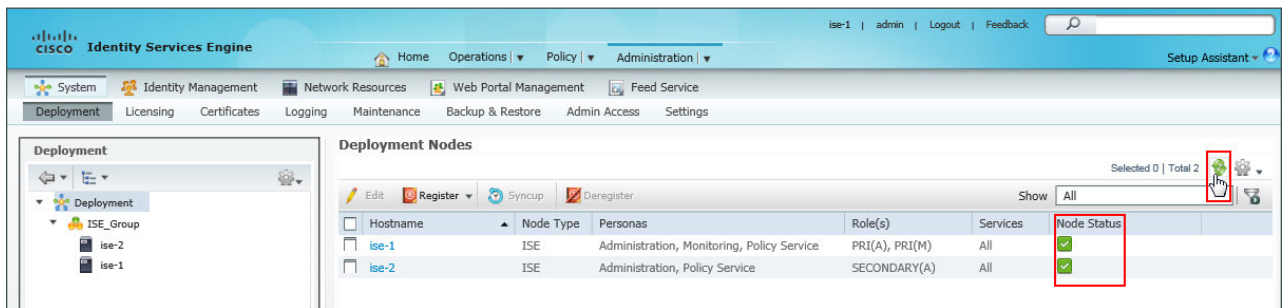 ise-1 | admin | Logout | Feedback
CISCO Identity Services Engine
Home Operations | Policy | Administration |
Setup Assistant
System Identity Management Network Resources Web Portal Management Feed Service
Deployment Licensing Certificates Logging Maintenance Backup & Restore Admin Access Settings
Deployment
Deployment
ISE_Group
ise-2
ise-1
Deployment Nodes
Selected 0 | Total 2
Edit Register Syncup Deregister Show All
Hostname Node Type Personas Role(s) Services Node Status
ise-1 ISE Administration, Monitoring, Policy Service PRI(A), PRI(M) All
ise-2 ISE Administration, Policy Service SECONDARY(A) All